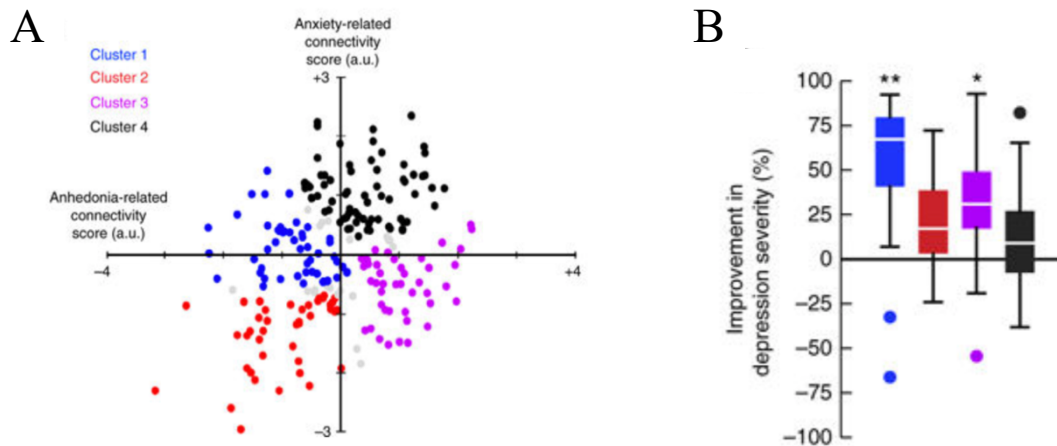 A
Cluster 1
Cluster 2
Cluster 3
Cluster 4
Anxiety-related
connectivity
score (a.u.)
+3
Anhedonia-related
connectivity
score (a.u.)
−4
+4
−3
B
Improvement in
depression severity (%)
100
75
50
25
0
−25
−50
−75
−100
**
*